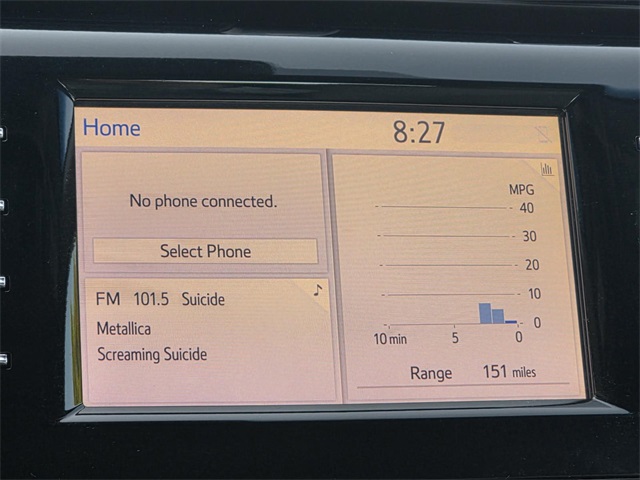 Home
8:27
No phone connected.
Select Phone
FM 101.5 Suicide
Metallica
Screaming Suicide
MPG
40
30
20
10
0
10 min 5 0
Range 151 miles